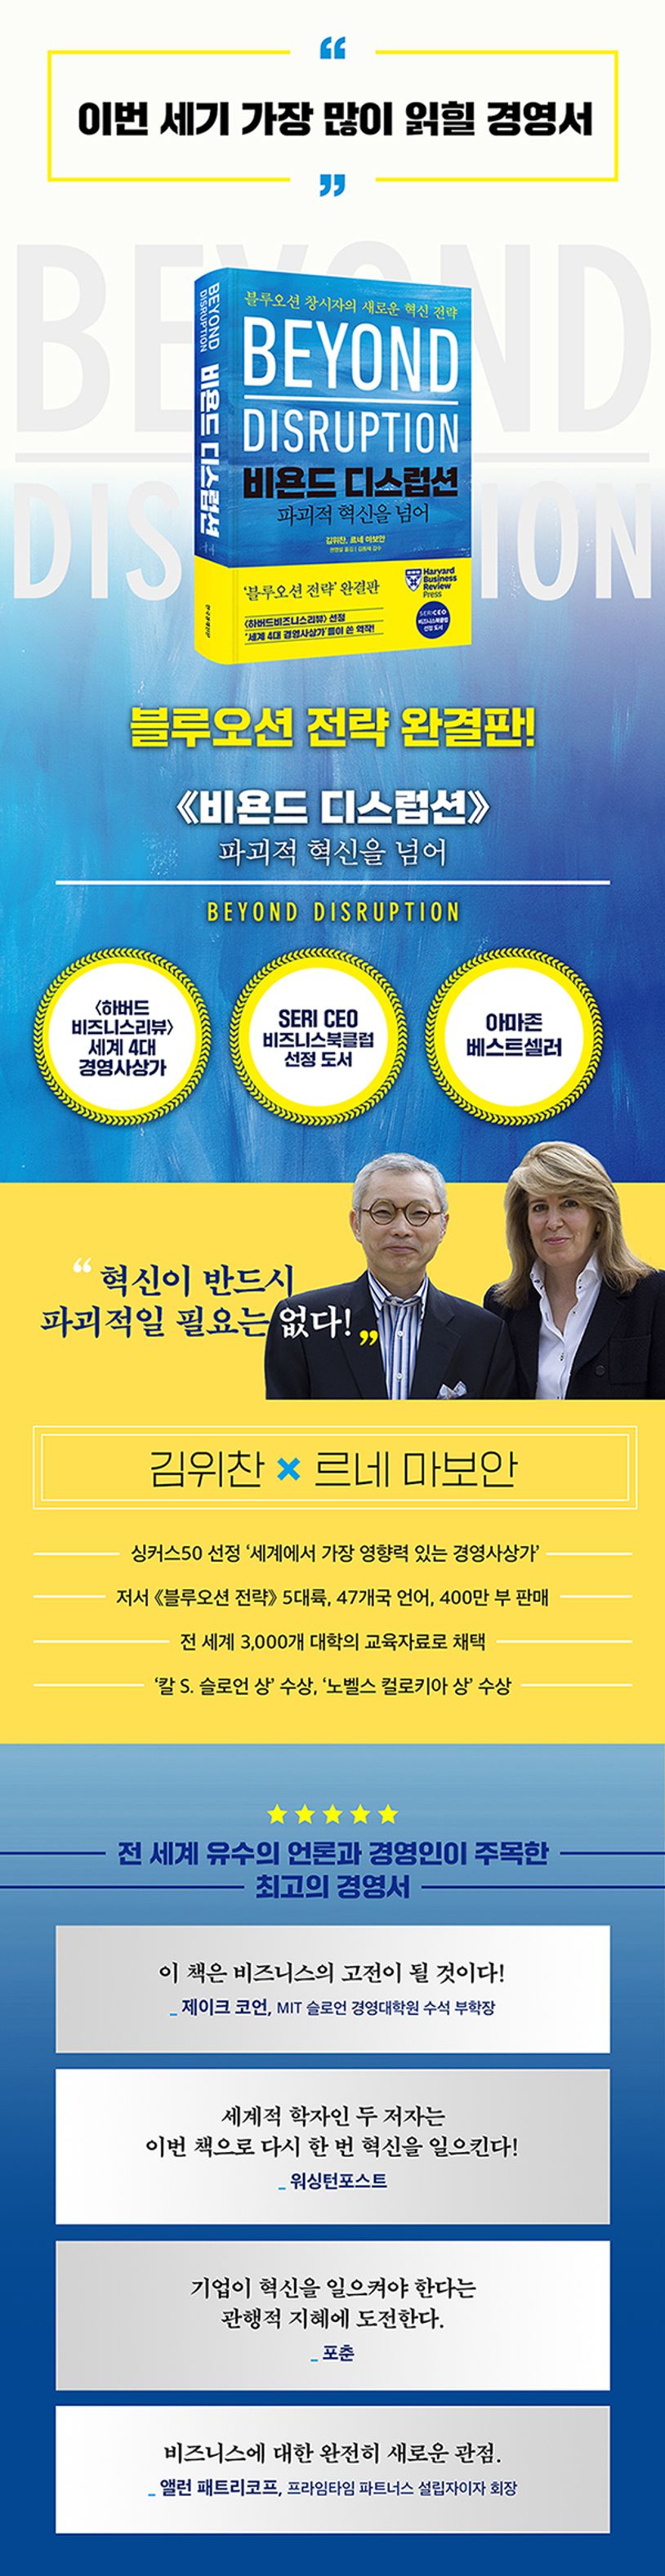 “
이번 세기 가장 많이 읽힐 경영서
”
BEYOND
DISRUPTION
BEYOND
DISRUPTION
비욘드 디스럽션
블루오션 창시자의 새로운 혁신 전략
BEYOND
DISRUPTION
비욘드 디스럽션
파괴적 혁신을 넘어
김위찬, 르네 마보안
권영설 옮김 | 김동재 감수
'블루오션 전략' 완결판
〈하버드비즈니스리뷰〉 선정
'세계 4대 경영사상가'들이 쓴 역작!
Harvard
Business
Review
Press
SERICEO
비즈니스북클럽
선정 도서
블루오션 전략 완결판!
《비욘드 디스럽션》
파괴적 혁신을 넘어
BEYOND DISRUPTION
〈하버드
비즈니스리뷰〉
세계 4대
경영사상가
SERI CEO
비즈니스북클럽
선정 도서
아마존
베스트셀러
“ 혁신이 반드시
파괴적일 필요는 없다! ”
김위찬 × 르네 마보안
싱커스50 선정 ‘세계에서 가장 영향력 있는 경영사상가’
저서 《블루오션 전략》 5대륙, 47개국 언어, 400만 부 판매
전 세계 3,000개 대학의 교육자료로 채택
‘칼 S. 슬로언 상’ 수상, ‘노벨스 컬로키아 상’ 수상
★★★★★
전 세계 유수의 언론과 경영인이 주목한
최고의 경영서
이 책은 비즈니스의 고전이 될 것이다!
_ 제이크 코언, MIT 슬로언 경영대학원 수석 부학장
세계적 학자인 두 저자는
이번 책으로 다시 한 번 혁신을 일으킨다!
_ 워싱턴포스트
기업이 혁신을 일으켜야 한다는
관행적 지혜에 도전한다.
_ 포춘
비즈니스에 대한 완전히 새로운 관점.
_ 앨런 패트리코프, 프라임타임 파트너스 설립자이자 회장